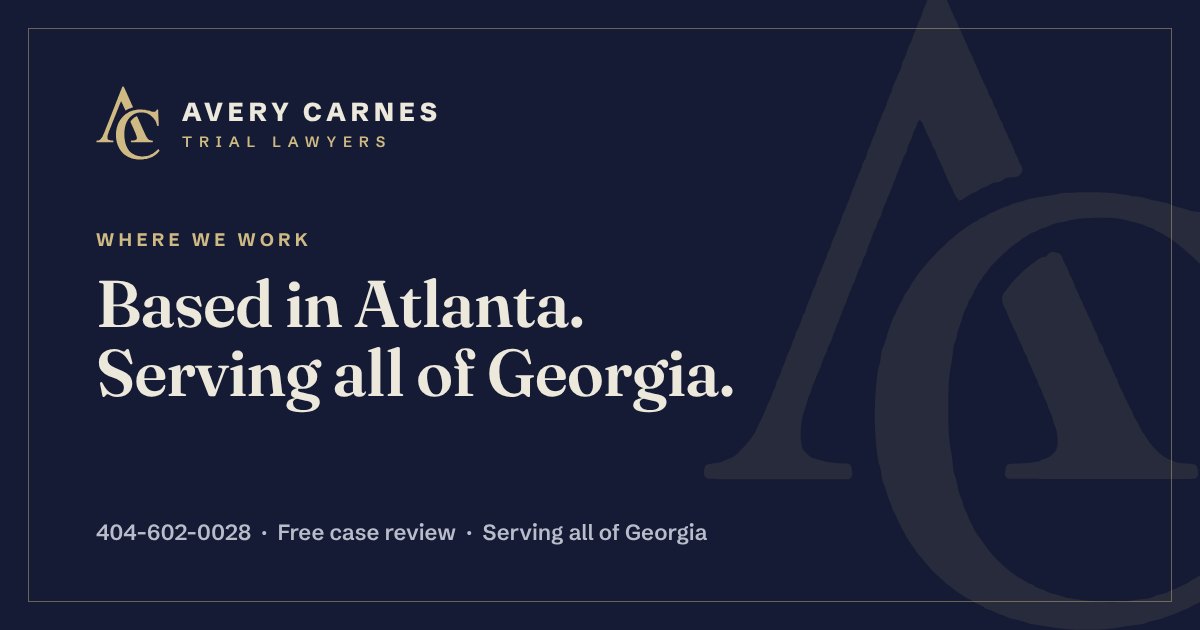 AVERY CARNES
TRIAL LAWYERS
WHERE WE WORK
Based in Atlanta.
Serving all of Georgia.
404-602-0028 · Free case review · Serving all of Georgia